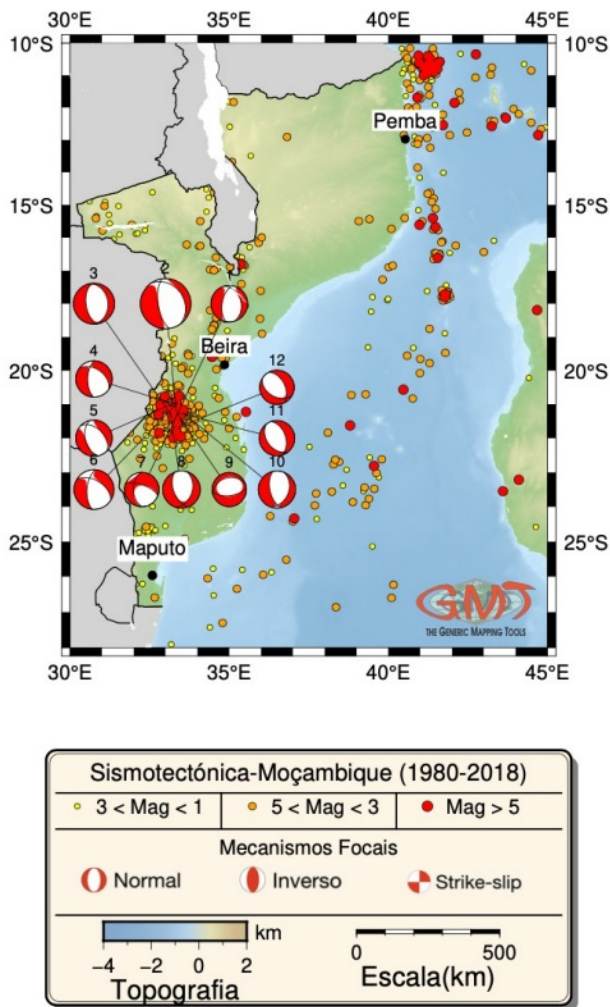 30°E 35°E 40°E 45°E
10°S 10°S
Pemba
15°S 15°S
3 2 1
Beira
4 12
20°S 20°S
5 11
6 7 8 9 10
25°S 25°S
Maputo
GMT
THE GENERIC MAPPING TOOLS
30°E 35°E 40°E 45°E
Sismotectónica-Moçambique (1980-2018)
3 < Mag < 1 5 < Mag < 3 Mag > 5
Mecanismos Focais
Normal Inverso Strike-slip
km
−4 −2 0 2 0 500
Topografia Escala(km)